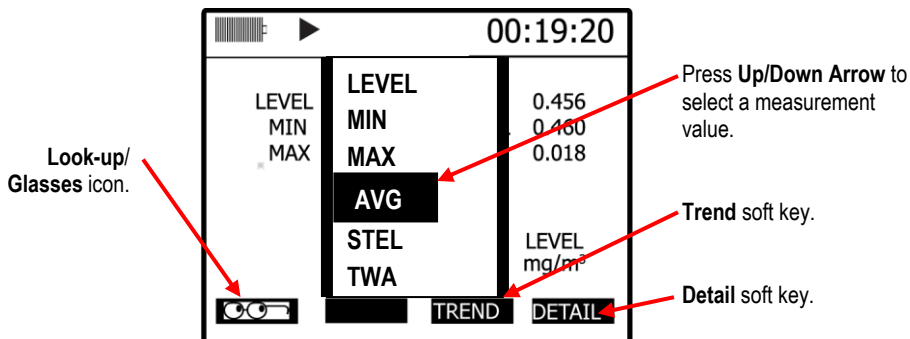 00:19:20
LEVEL
MIN
MAX
LEVEL
MIN
MAX
AVG
STEL
TWA
0.456
0.460
0.018
LEVEL
mg/m³
TREND
DETAIL
Look-up/
Glasses icon.
Press Up/Down Arrow to
select a measurement
value.
Trend soft key.
Detail soft key.